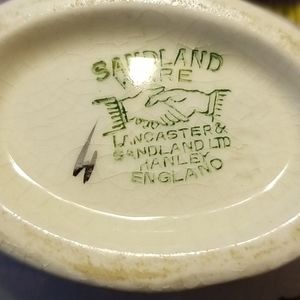 SANDLAND
WARE
LANCASTER &
SANDLAND LTD
HANLEY
ENGLAND